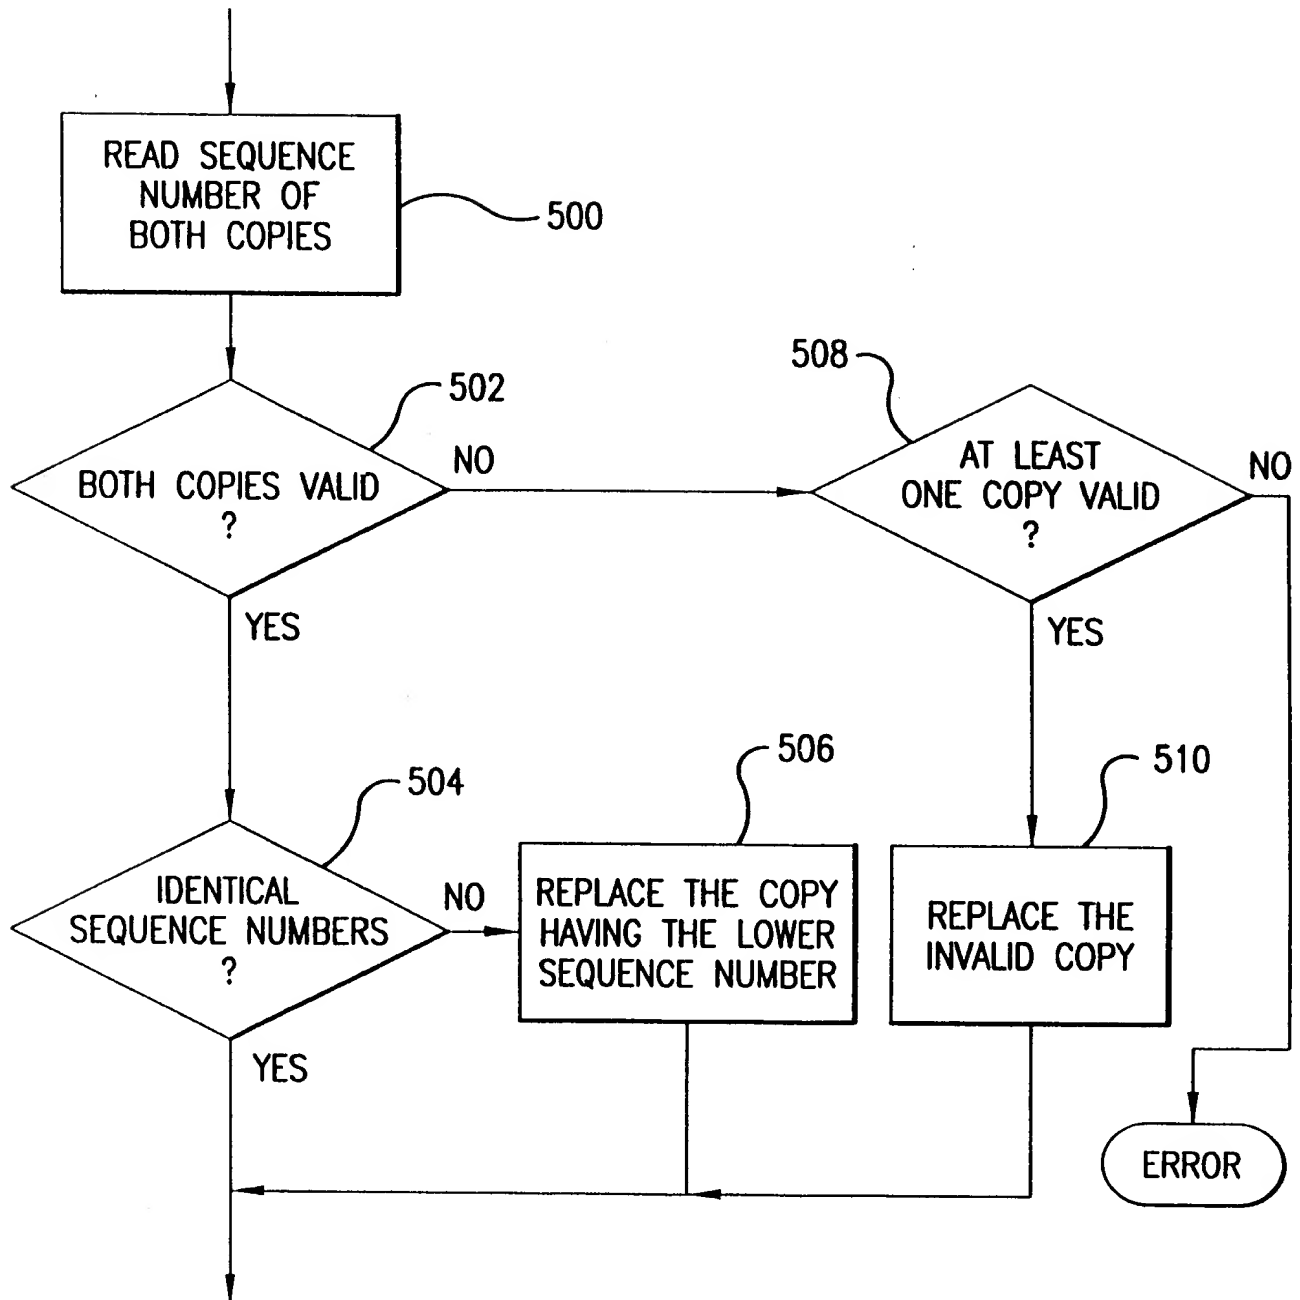 READ SEQUENCE
NUMBER OF
BOTH COPIES
500
502
BOTH COPIES VALID
?
NO
YES
508
AT LEAST
ONE COPY VALID
?
NO
YES
504
IDENTICAL
SEQUENCE NUMBERS
?
NO
YES
506
REPLACE THE COPY
HAVING THE LOWER
SEQUENCE NUMBER
510
REPLACE THE
INVALID COPY
ERROR